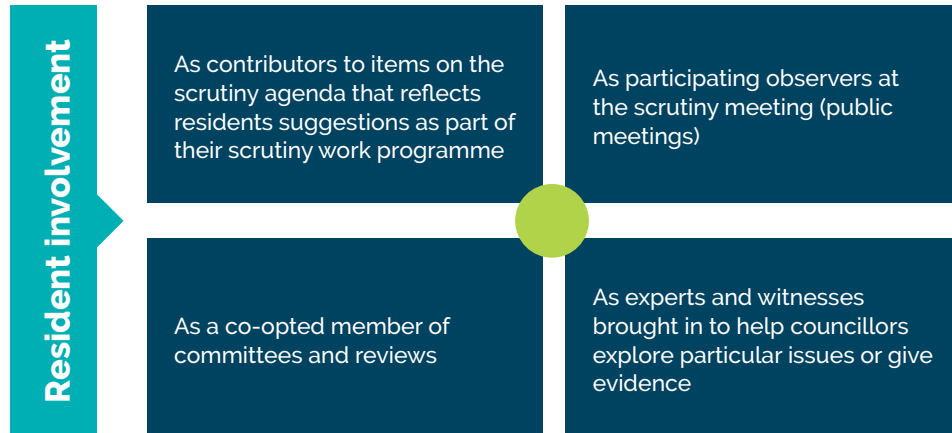 Resident involvement
As contributors to items on the
scrutiny agenda that reflects
residents suggestions as part of
their scrutiny work programme
As participating observers at
the scrutiny meeting (public
meetings)
As a co-opted member of
committees and reviews
As experts and witnesses
brought in to help councillors
explore particular issues or give
evidence